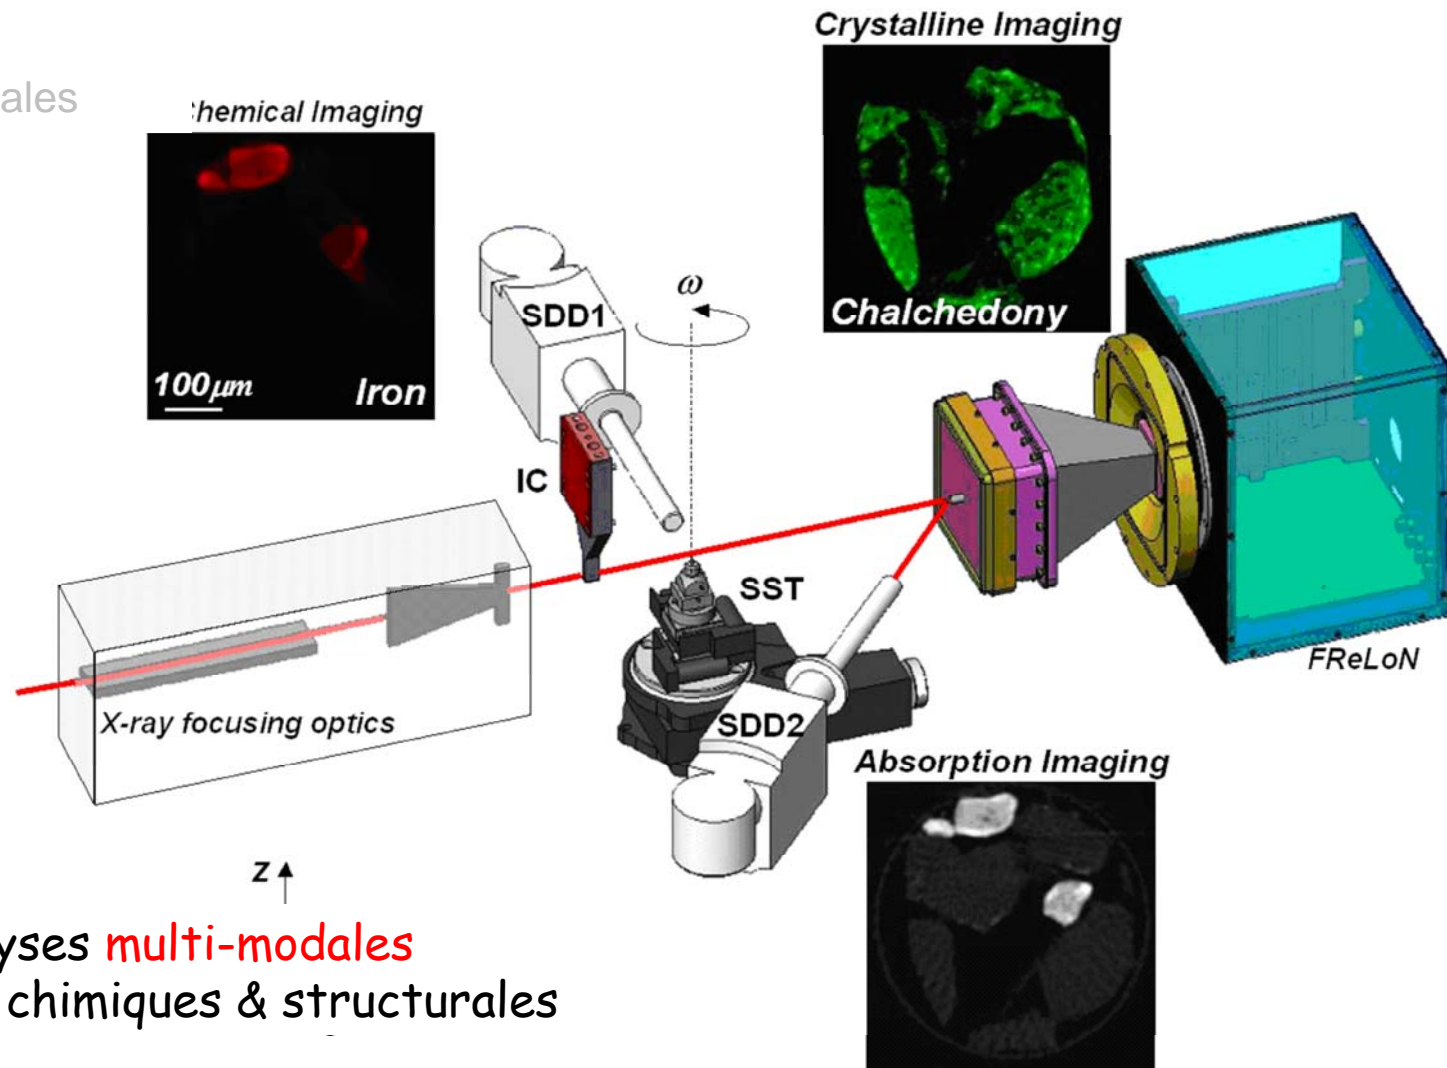 Crystalline Imaging
ales
hemical Imaging
SDD1
ω
Chalchedony
100µm
Iron
IC
SST
FReLoN
X-ray focusing optics
SDD2
Absorption Imaging
z
yses multi-modales
chimiques & structurales